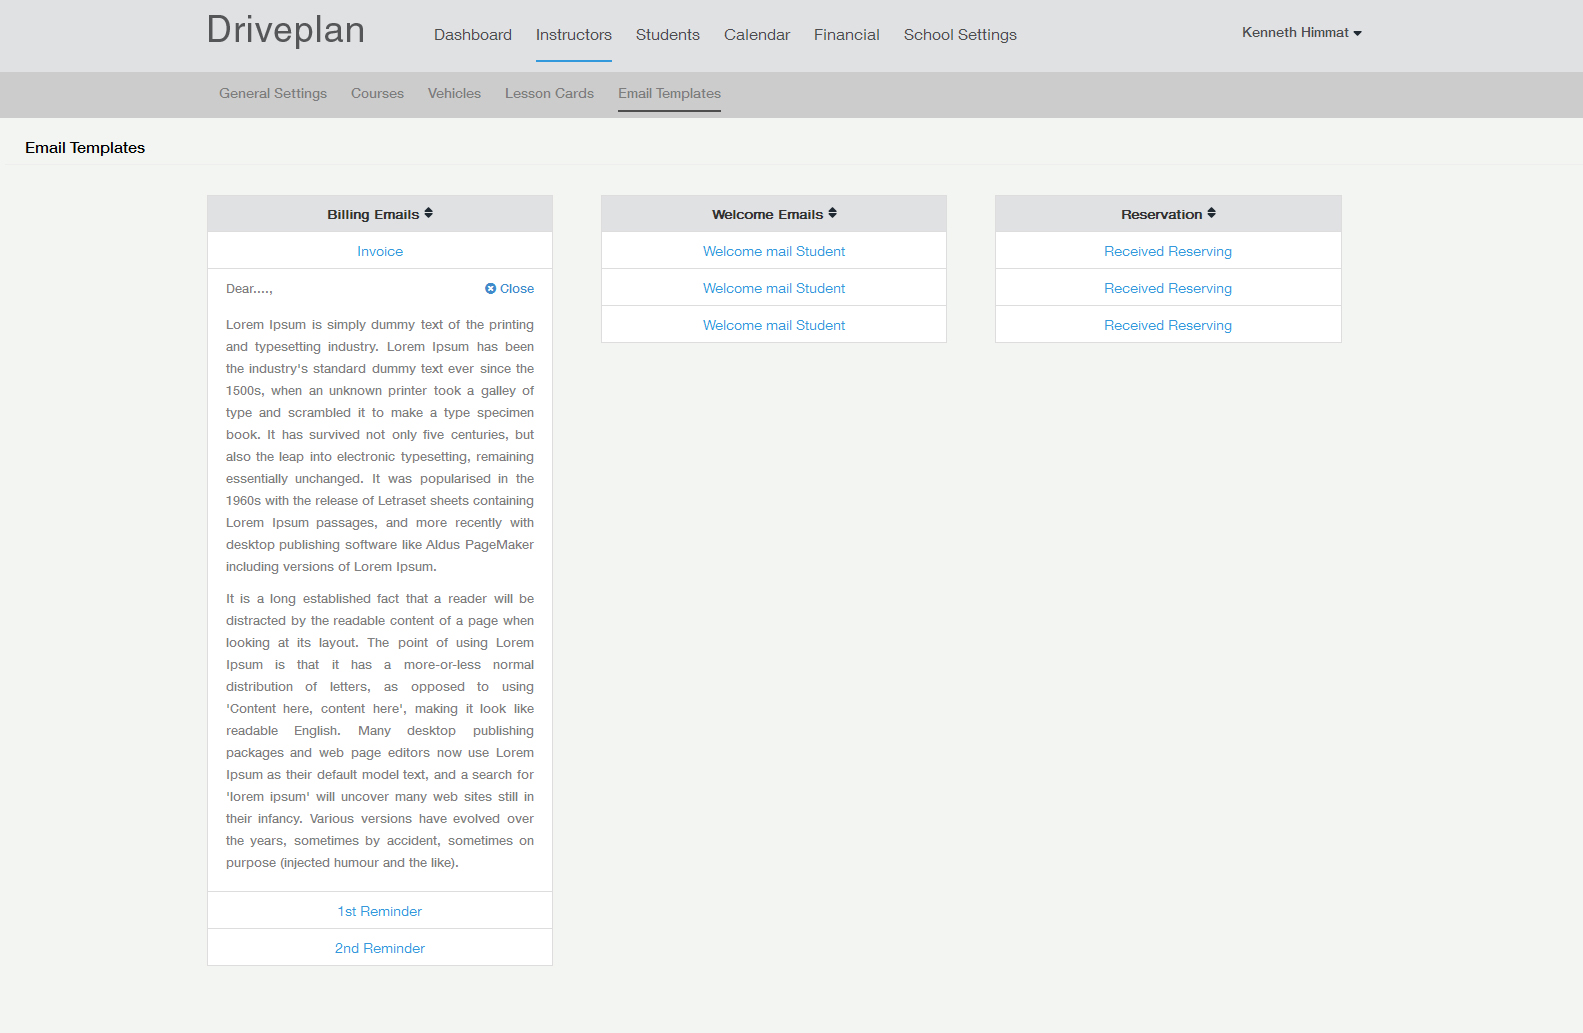 Driveplan
Dashboard Instructors Students Calendar Financial School Settings
Kenneth Himmat
General Settings Courses Vehicles Lesson Cards Email Templates
Email Templates
Billing Emails
Invoice
Dear....,
Close
Lorem Ipsum is simply dummy text of the printing
and typesetting industry. Lorem Ipsum has been
the industry's standard dummy text ever since the
1500s, when an unknown printer took a galley of
type and scrambled it to make a type specimen
book. It has survived not only five centuries, but
also the leap into electronic typesetting, remaining
essentially unchanged. It was popularised in the
1960s with the release of Letraset sheets containing
Lorem Ipsum passages, and more recently with
desktop publishing software like Aldus PageMaker
including versions of Lorem Ipsum.
It is a long established fact that a reader will be
distracted by the readable content of a page when
looking at its layout. The point of using Lorem
Ipsum is that it has a more-or-less normal
distribution of letters, as opposed to using
'Content here, content here', making it look like
readable English. Many desktop publishing
packages and web page editors now use Lorem
Ipsum as their default model text, and a search for
'lorem ipsum' will uncover many web sites still in
their infancy. Various versions have evolved over
the years, sometimes by accident, sometimes on
purpose (injected humour and the like).
1st Reminder
2nd Reminder
Welcome Emails
Welcome mail Student
Welcome mail Student
Welcome mail Student
Reservation
Received Reserving
Received Reserving
Received Reserving